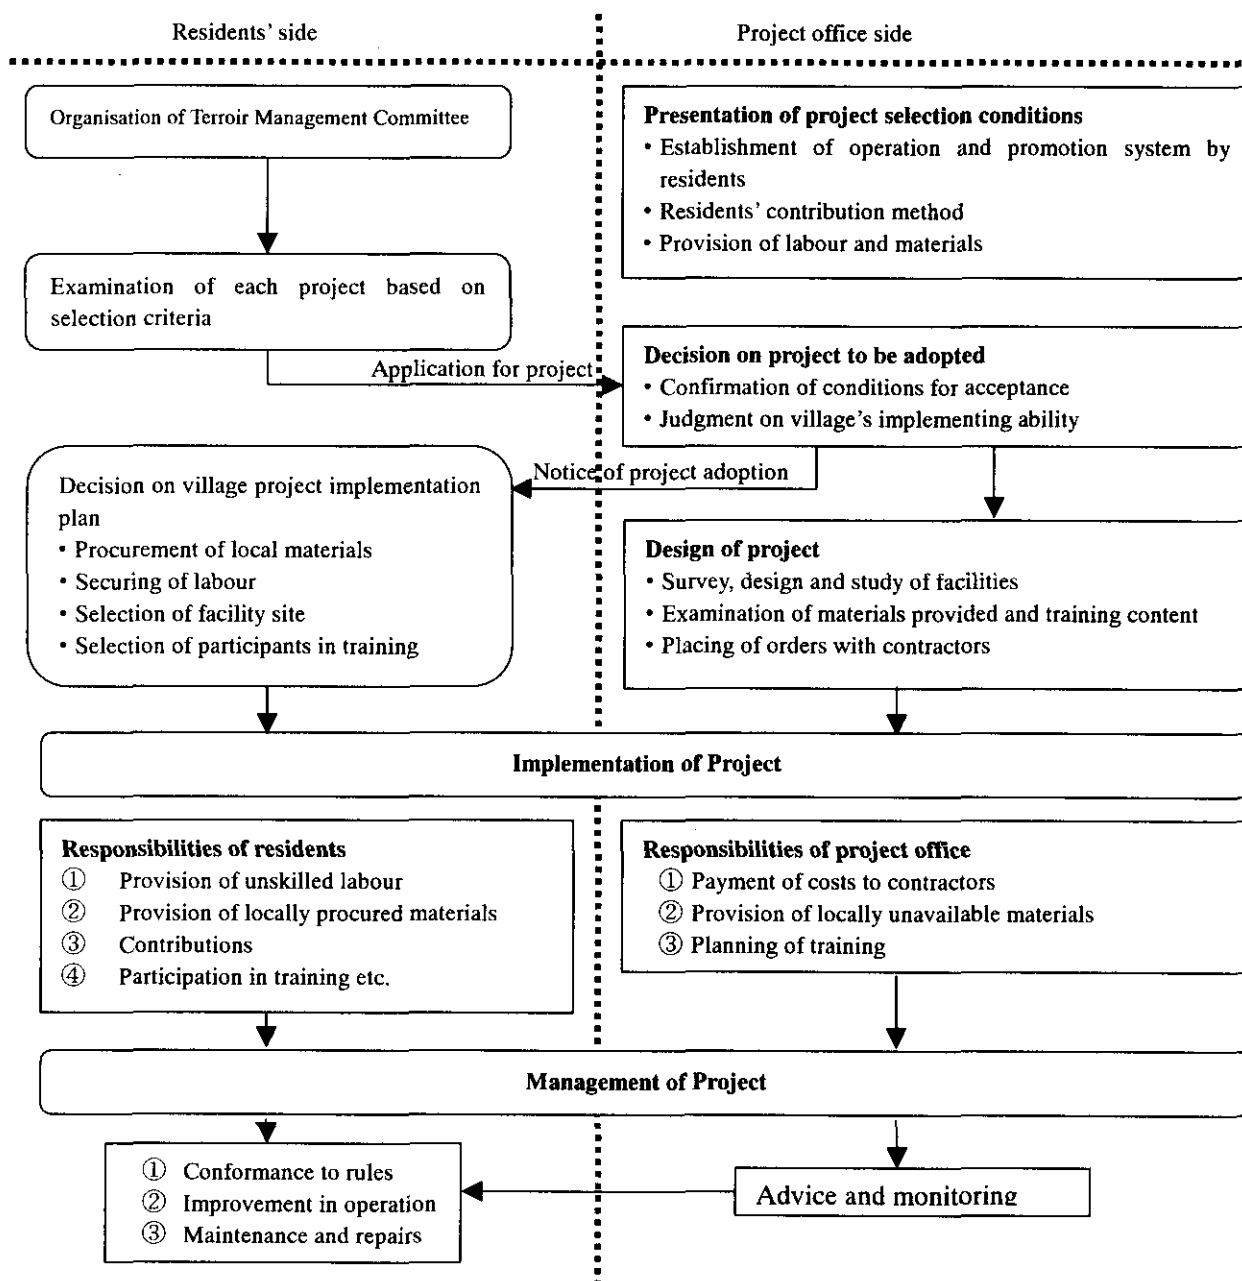 Residents' side
Project office side
Organisation of Terroir Management Committee
Presentation of project selection conditions
• Establishment of operation and promotion system by
residents
• Residents' contribution method
• Provision of labour and materials
Examination of each project based on
selection criteria
Application for project
Decision on project to be adopted
• Confirmation of conditions for acceptance
• Judgment on village's implementing ability
Notice of project adoption
Decision on village project implementation
plan
• Procurement of local materials
• Securing of labour
• Selection of facility site
• Selection of participants in training
Design of project
• Survey, design and study of facilities
• Examination of materials provided and training content
• Placing of orders with contractors
Implementation of Project
Responsibilities of residents
① Provision of unskilled labour
② Provision of locally procured materials
③ Contributions
④ Participation in training etc.
Responsibilities of project office
① Payment of costs to contractors
② Provision of locally unavailable materials
③ Planning of training
Management of Project
① Conformance to rules
② Improvement in operation
③ Maintenance and repairs
Advice and monitoring